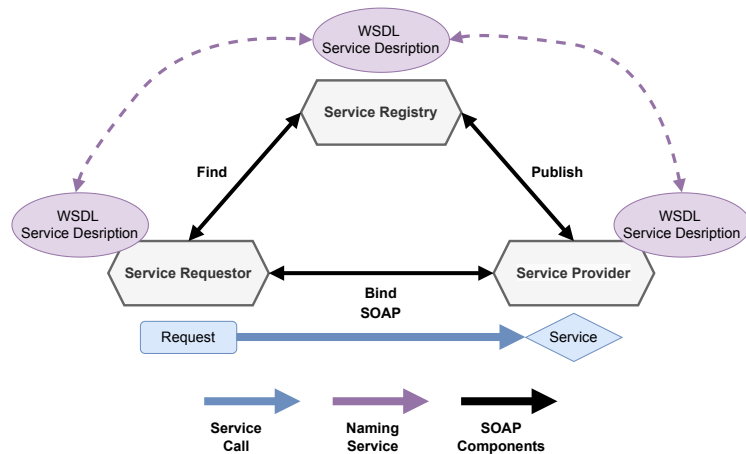 WSDL
Service Desription
Service Registry
Find
Publish
WSDL
Service Desription
WSDL
Service Desription
Service Requestor
Service Provider
Bind
SOAP
Request
Service
Service
Call
Naming
Service
SOAP
Components